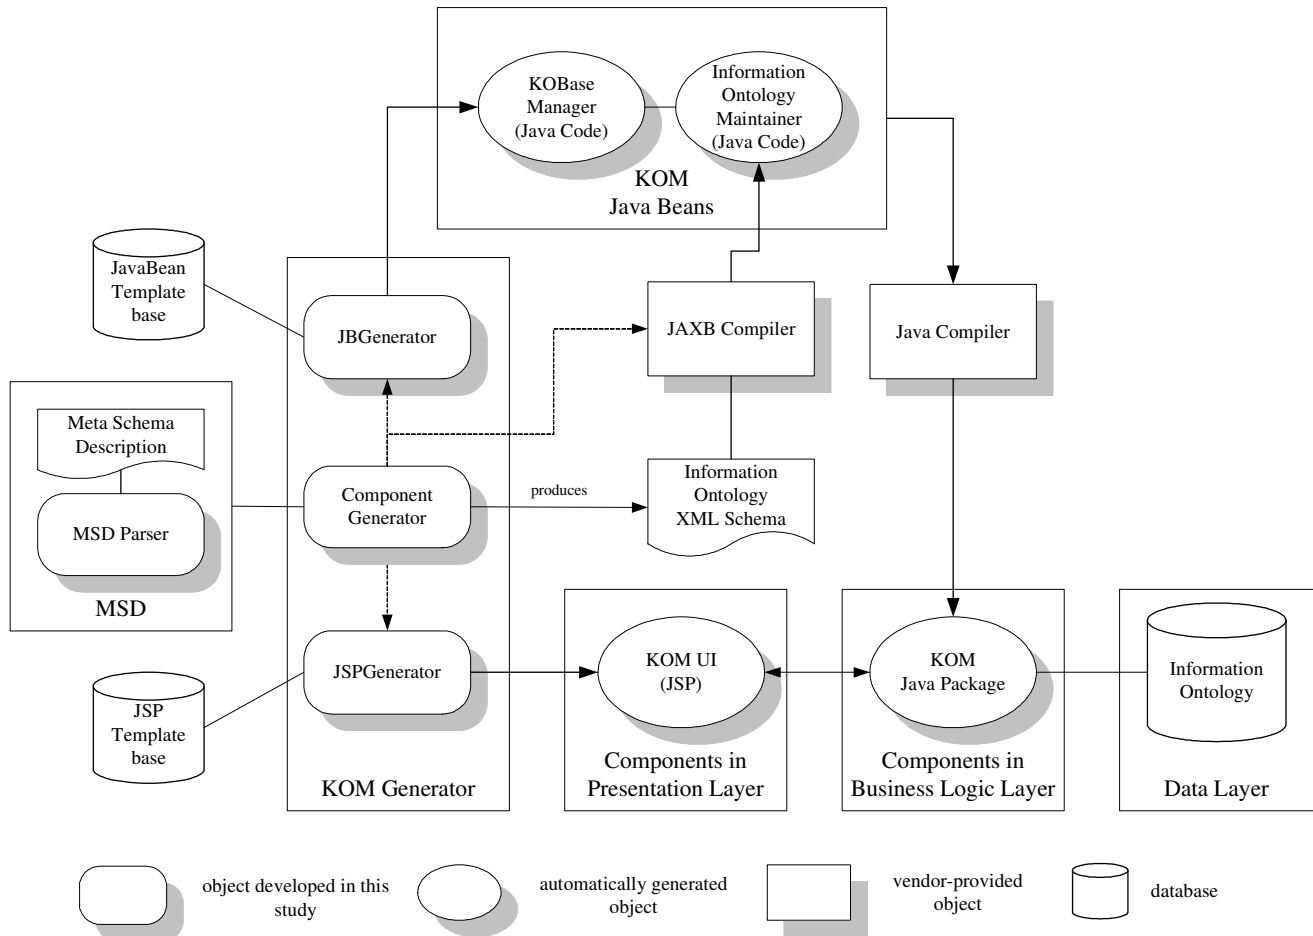 KOBase
Manager
(Java Code)
Information
Ontology
Maintainer
(Java Code)
KOM
Java Beans
JavaBean
Template
base
JBGenerator
JAXB Compiler
Java Compiler
Meta Schema
Description
MSD Parser
MSD
Component
Generator
produces
Information
Ontology
XML Schema
JSP
Template
base
JSPGenerator
KOM Generator
KOM UI
(JSP)
Components in
Presentation Layer
KOM
Java Package
Components in
Business Logic Layer
Information
Ontology
Data Layer
object developed in this
study
automatically generated
object
vendor-provided
object
database